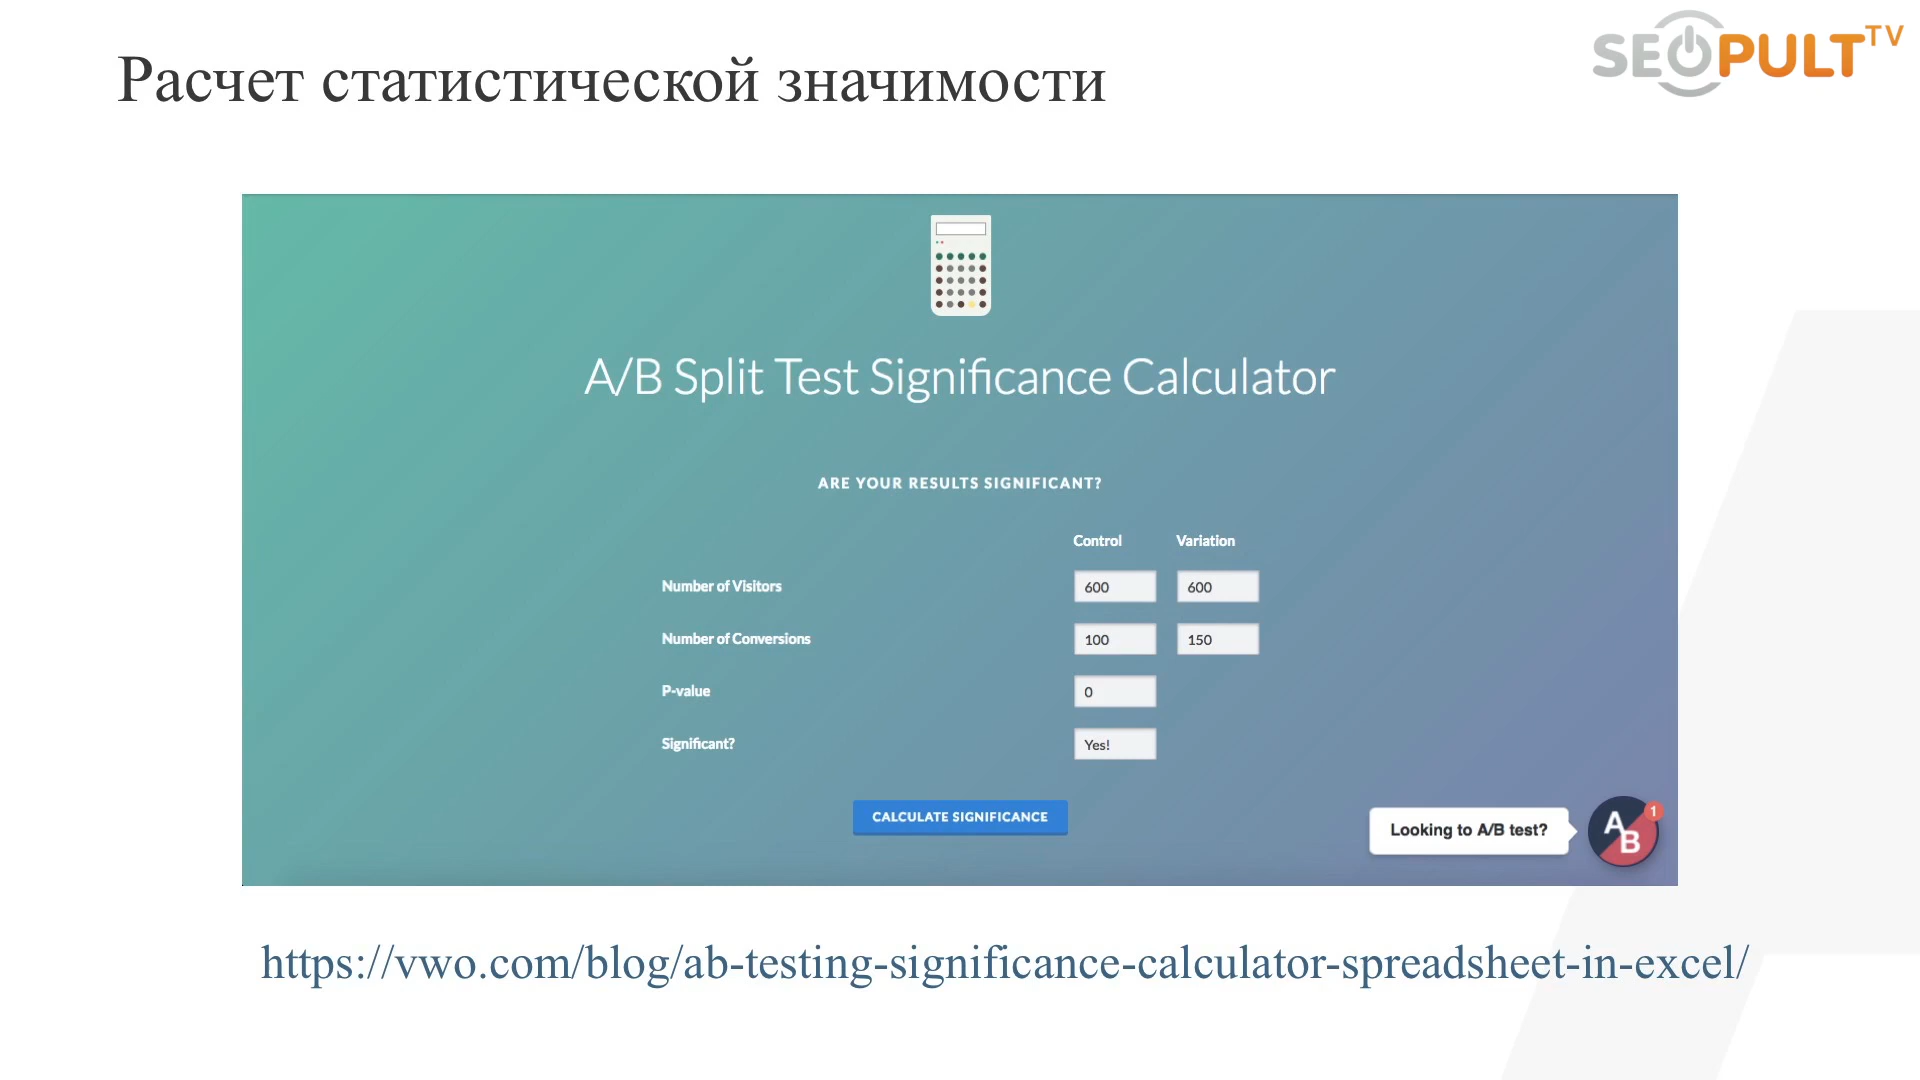 Расчет статистической значимости
SEOPULT TV
A/B Split Test Significance Calculator
ARE YOUR RESULTS SIGNIFICANT?
Control Variation
Number of Visitors 600 600
Number of Conversions 100 150
P-value 0
Significant? Yes!
CALCULATE SIGNIFICANCE
Looking to A/B test?
AB 1
https://vwo.com/blog/ab-testing-significance-calculator-spreadsheet-in-excel/